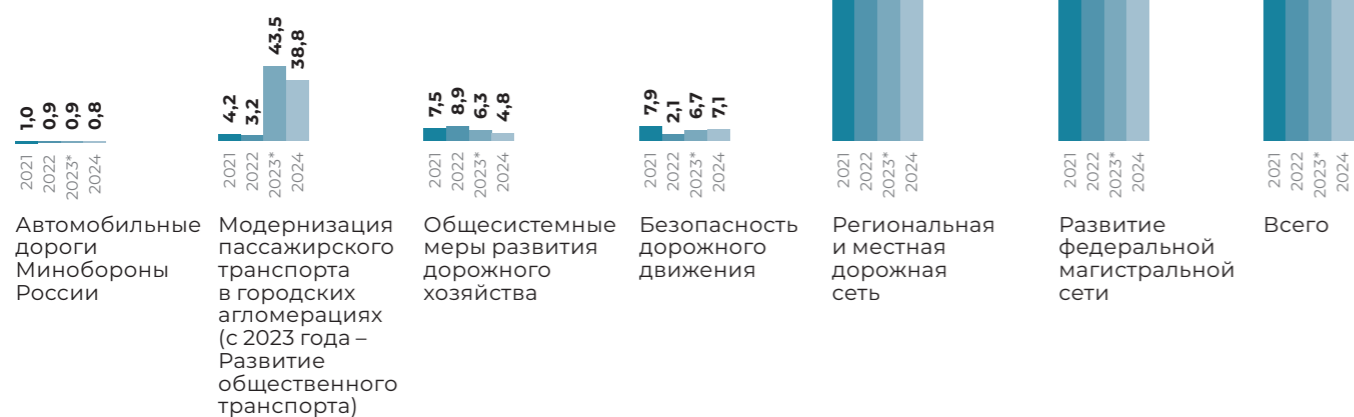 1,0
0,9
0,9
0,8
4,2
3,2
43,5
38,8
7,5
8,9
6,3
4,8
7,9
2,1
6,7
7,1
2021
2022
2023*
2024
2021
2022
2023*
2024
2021
2022
2023*
2024
2021
2022
2023*
2024
2021
2022
2023*
2024
2021
2022
2023*
2024
2021
2022
2023*
2024
Автомобильные
дороги
Минобороны
России
Модернизация
пассажирского
транспорта
в городских
агломерациях
(с 2023 года –
Развитие
общественного
транспорта)
Общесистемные
меры развития
дорожного
хозяйства
Безопасность
дорожного
движения
Региональная
и местная
дорожная
сеть
Развитие
федеральной
магистральной
сети
Всего